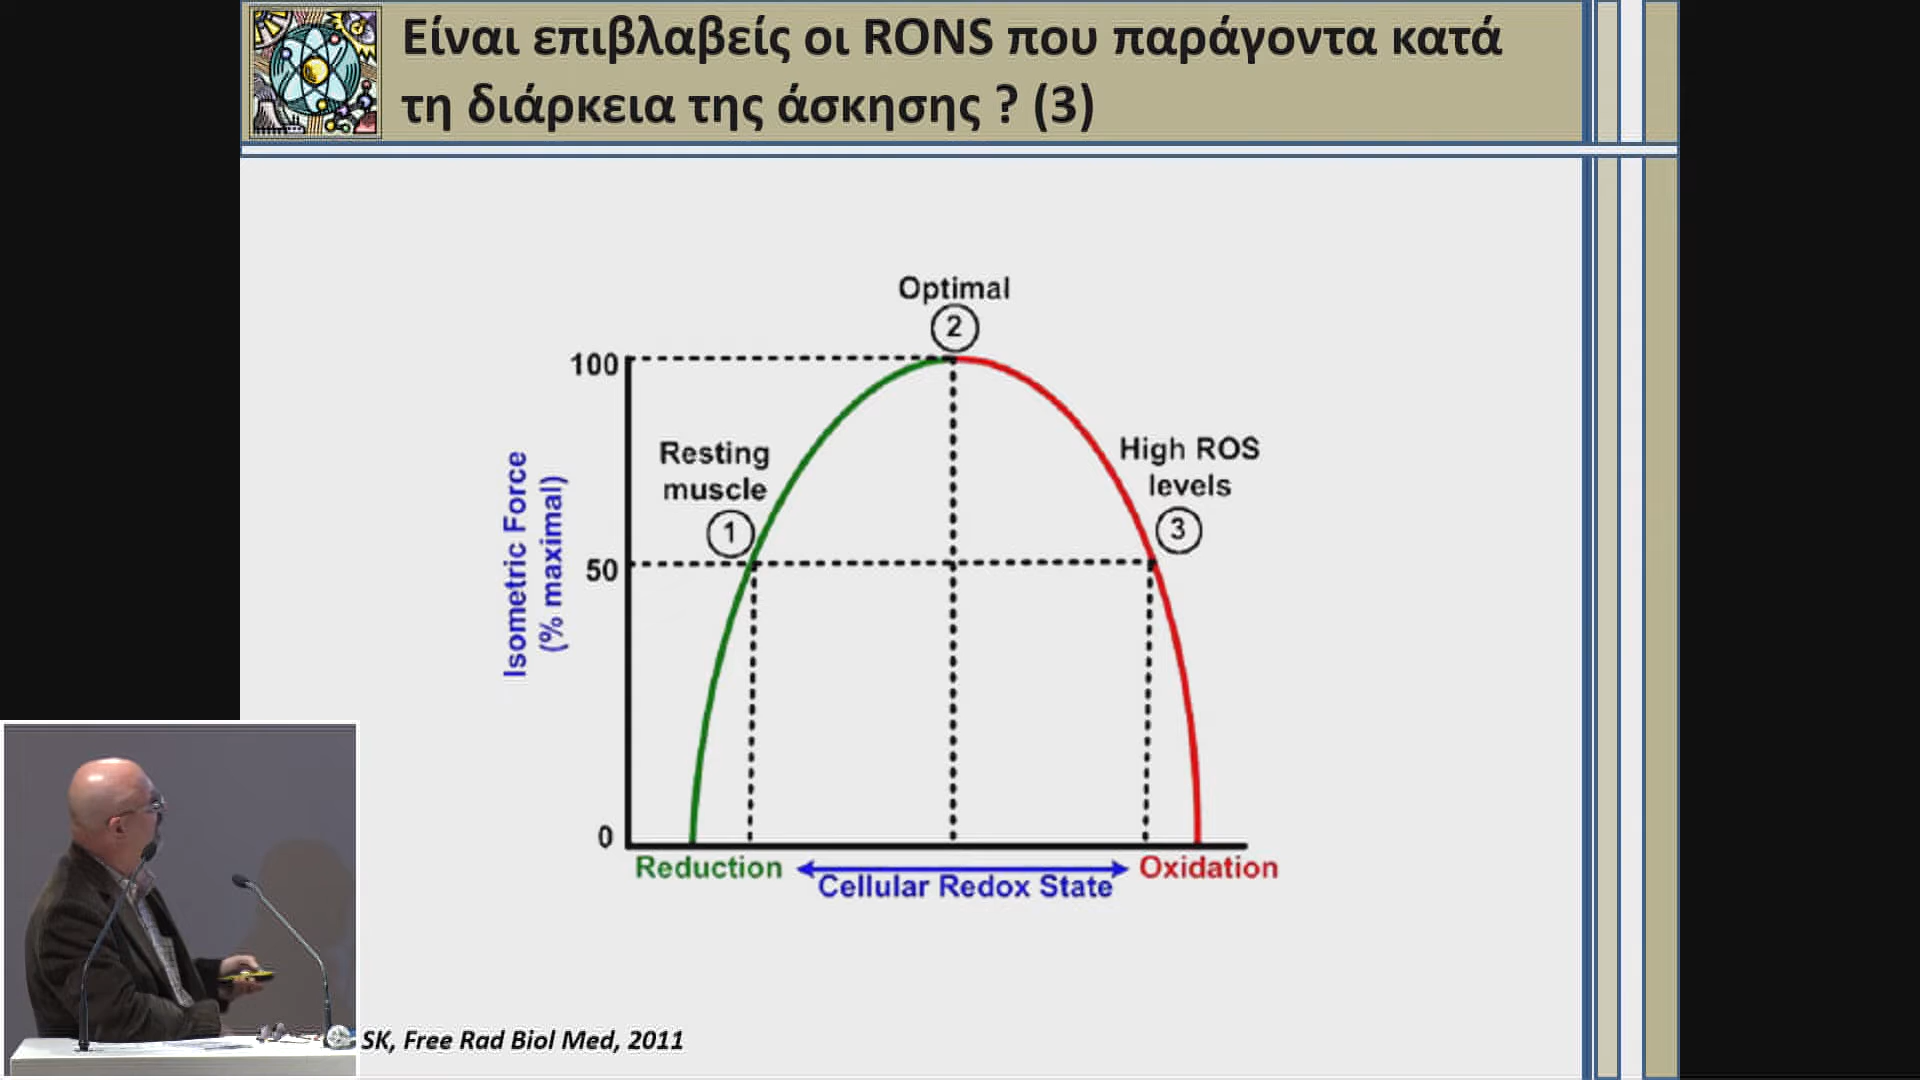 Είναι επιβλαβείς οι RONS που παράγοντα κατά
τη διάρκεια της άσκησης ? (3)
Optimal
2
100
Resting
muscle
1
High ROS
levels
3
50
Isometric Force
(% maximal)
0
Reduction
Cellular Redox State
Oxidation
SK, Free Rad Biol Med, 2011